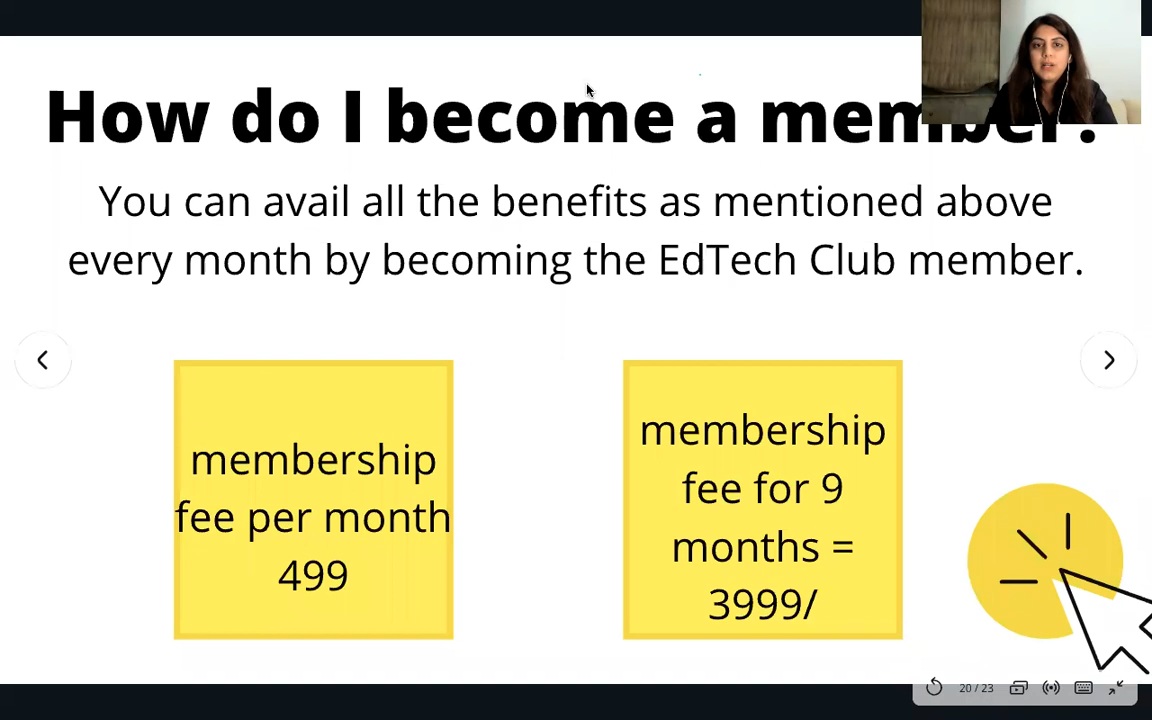 How do I become a member?
You can avail all the benefits as mentioned above
every month by becoming the EdTech Club member.
membership
fee per month
499
membership
fee for 9
months =
3999/
20 / 23